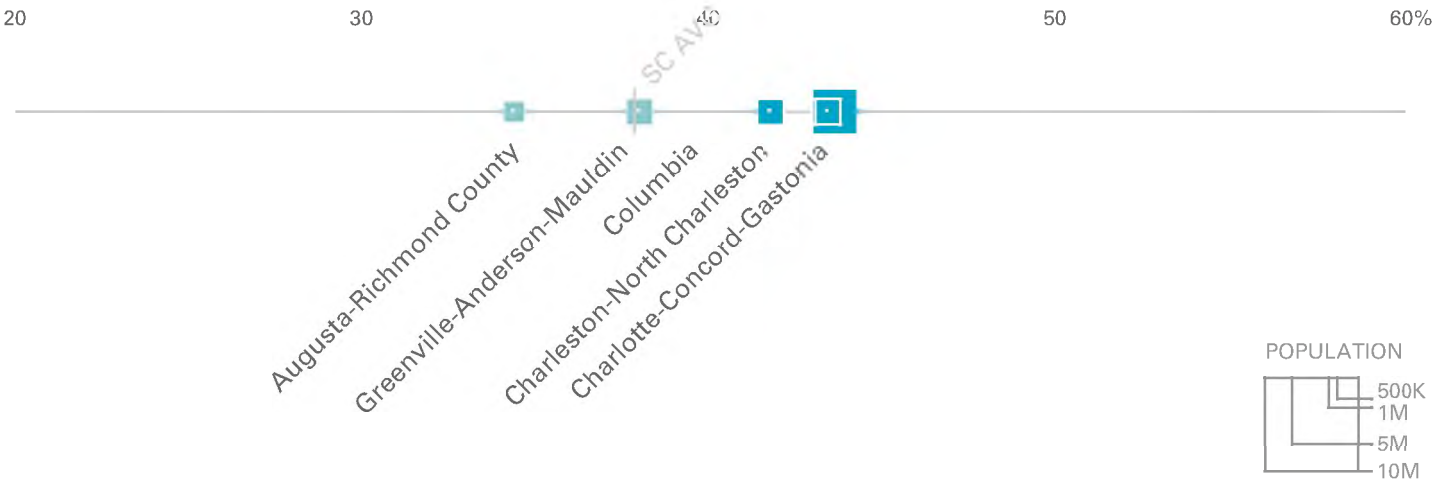 20 30 40 50 60%
SC AVG
Augusta-Richmond County
Greenville-Anderson-Mauldin
Columbia
Charleston-North Charleston
Charlotte-Concord-Gastonia
POPULATION
500K
1M
5M
10M